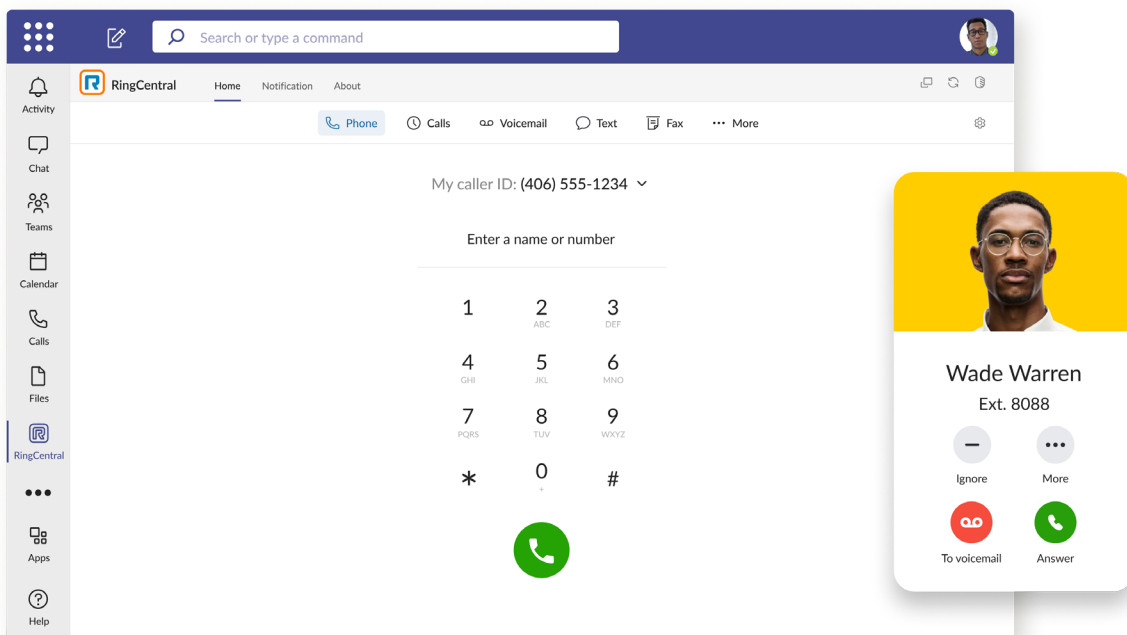 Search or type a command
RingCentral
Home Notification About
Phone Calls Voicemail Text Fax More
Activity
Chat
Teams
Calendar
Calls
Files
RingCentral
Apps
Help
My caller ID: (406) 555-1234
Enter a name or number
1 2 3
ABC DEF
4 5 6
GHI JKL MNO
7 8 9
PQRS TUV WXYZ
* 0 #
+
Wade Warren
Ext. 8088
Ignore More
To voicemail Answer